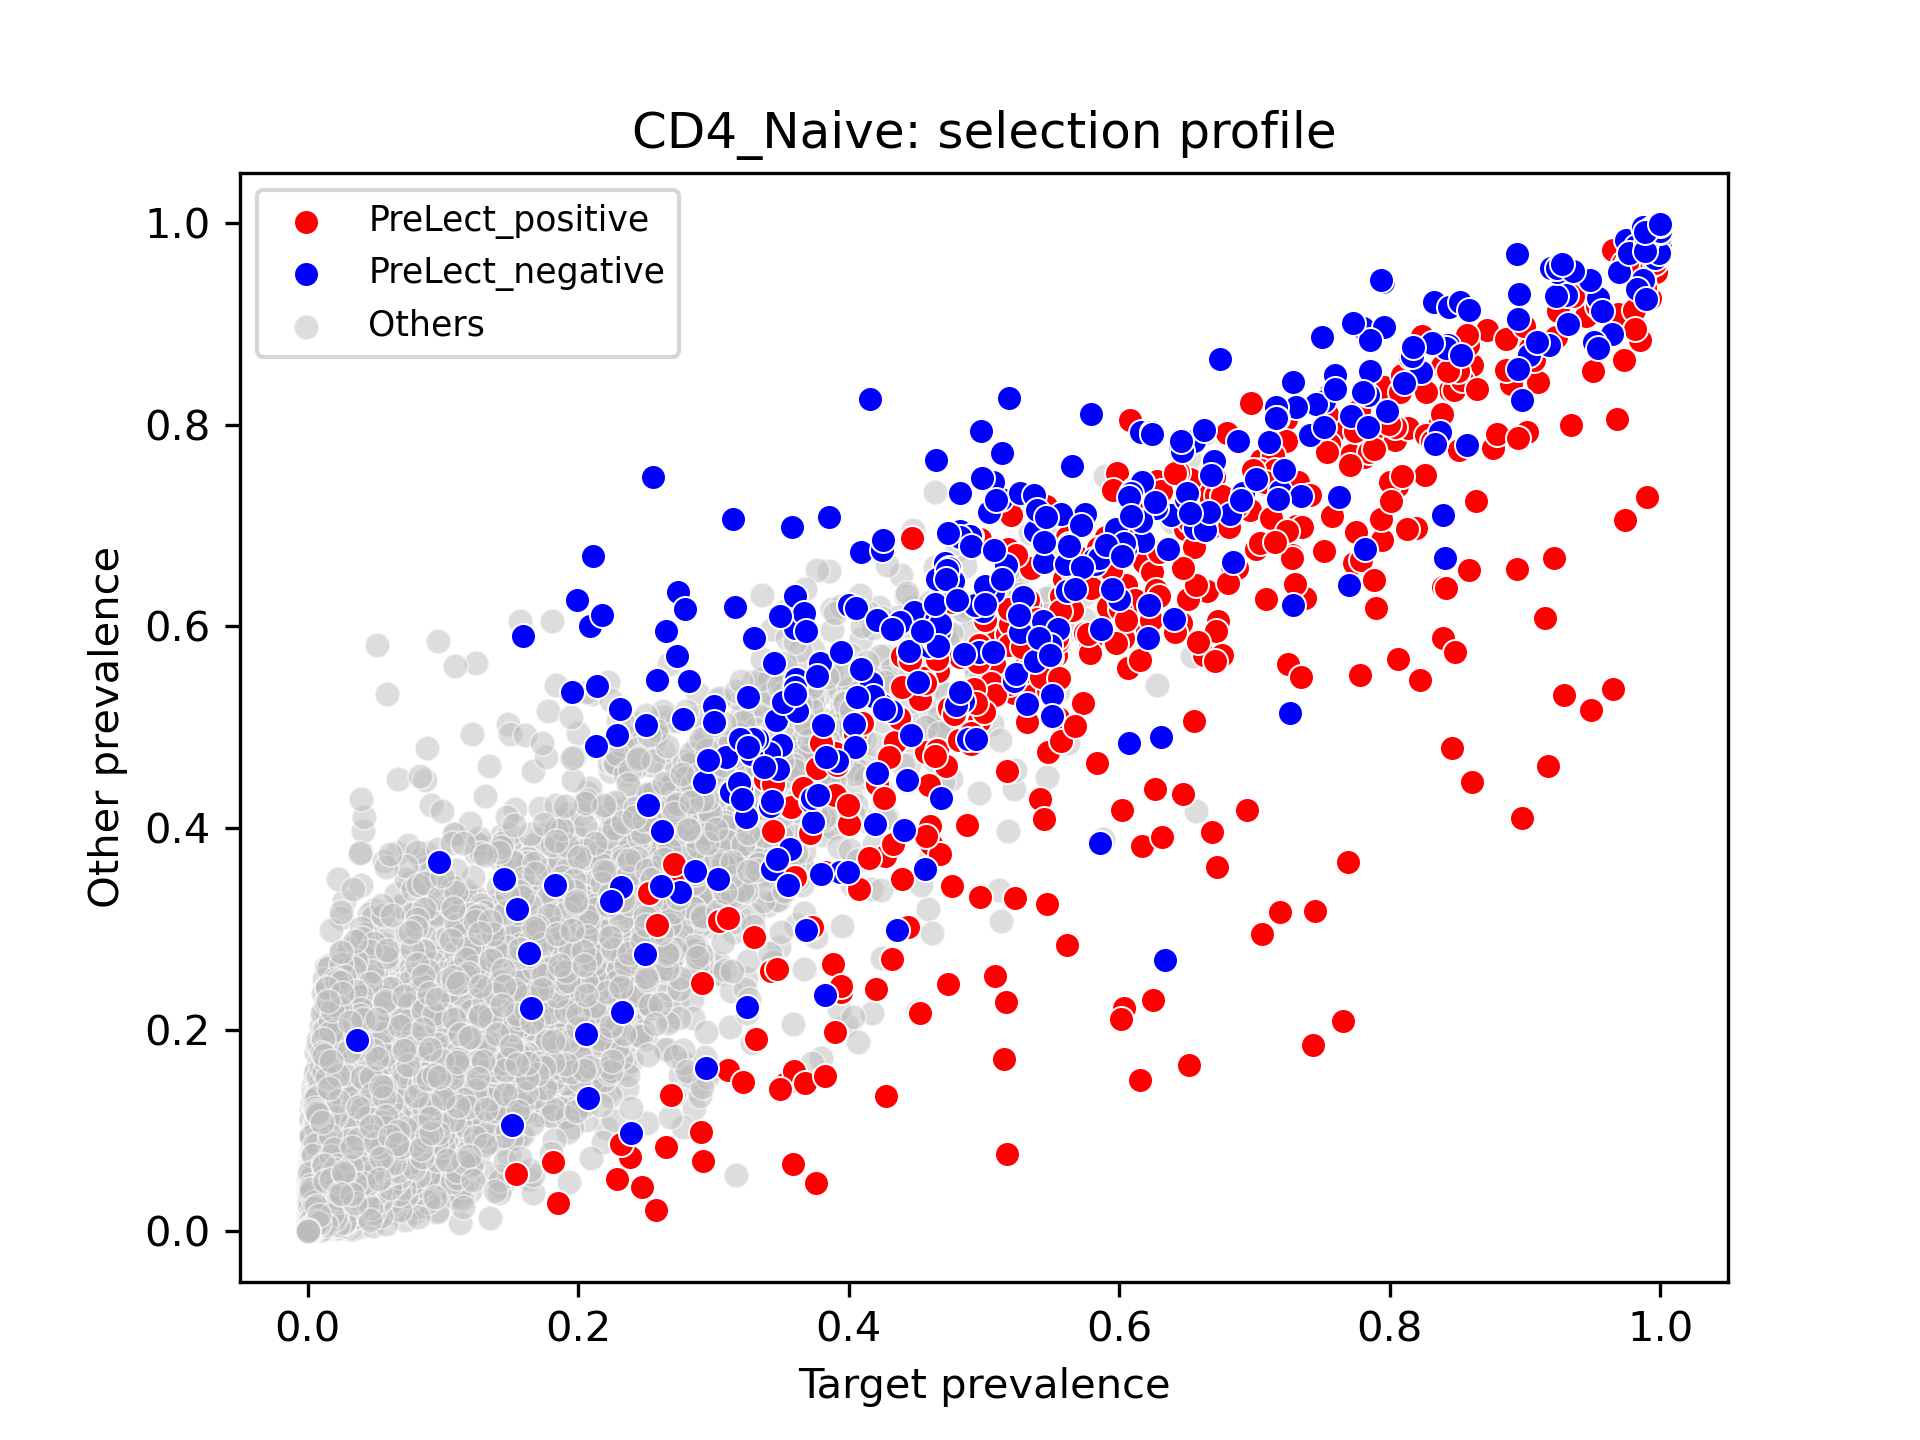 CD4_Naive: selection profile
PreLect_positive
PreLect_negative
Others
Other prevalence
1.0
0.8
0.6
0.4
0.2
0.0
0.0 0.2 0.4 0.6 0.8 1.0
Target prevalence